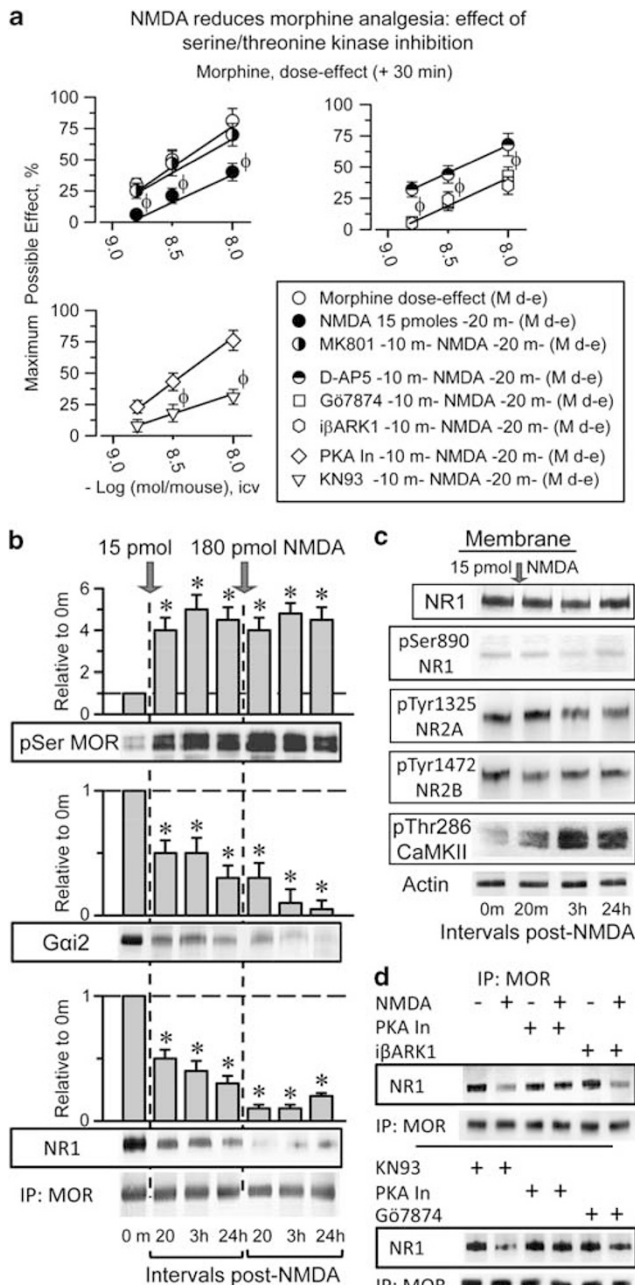 a
NMDA reduces morphine analgesia: effect of
serine/threonine kinase inhibition
Morphine, dose-effect (+ 30 min)
Maximum Possible Effect, %
100
75
50
25
0
ϕ
ϕ
ϕ
9.0
8.5
8.0
100
75
50
25
0
ϕ
ϕ
ϕ
9.0
8.5
8.0
100
75
50
25
0
ϕ
ϕ
9.0
8.5
8.0
- Log (mol/mouse), icv
Morphine dose-effect (M d-e)
NMDA 15 pmoles -20 m- (M d-e)
MK801 -10 m- NMDA -20 m- (M d-e)
D-AP5 -10 m- NMDA -20 m- (M d-e)
Gö7874 -10 m- NMDA -20 m- (M d-e)
iβARK1 -10 m- NMDA -20 m- (M d-e)
PKA In -10 m- NMDA -20 m- (M d-e)
KN93 -10 m- NMDA -20 m- (M d-e)
b
15 pmol
180 pmol NMDA
Relative to 0m
6
4
2
* * * * * *
pSer MOR
Relative to 0m
1
0
* * * * * *
Gαi2
Relative to 0m
1
0.5
0
* * * * * *
NR1
IP: MOR
0 m 20 3h 24h 20 3h 24h
Intervals post-NMDA
c
Membrane
15 pmol NMDA
NR1
pSer890
NR1
pTyr1325
NR2A
pTyr1472
NR2B
pThr286
CaMKII
Actin
0m 20m 3h 24h
Intervals post-NMDA
d
IP: MOR
NMDA - + - + - +
PKA In + +
iβARK1 + +
NR1
IP: MOR
KN93 + +
PKA In + +
Gö7874 + +
NR1
IP: MOR